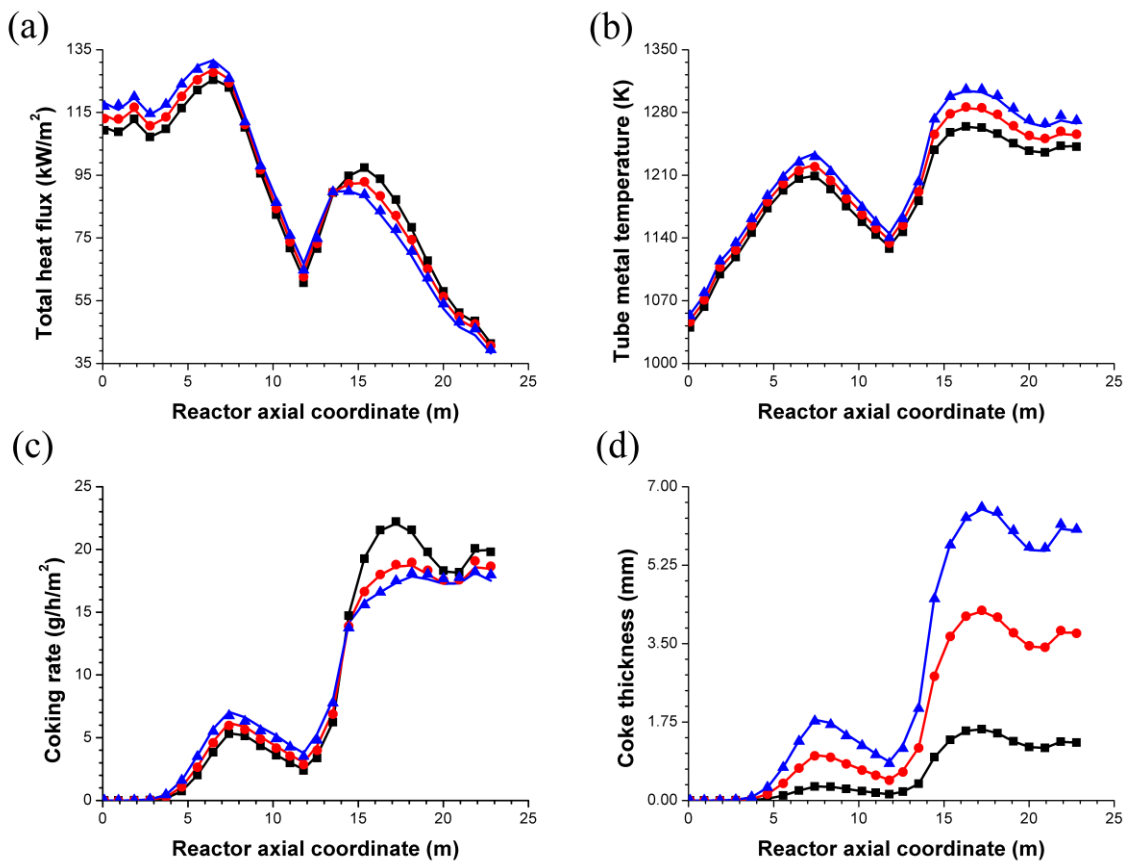 (a)
135
115
95
75
55
35
Total heat flux (kW/m²)
0 5 10 15 20 25
Reactor axial coordinate (m)
(b)
1350
1280
1210
1140
1070
1000
Tube metal temperature (K)
0 5 10 15 20 25
Reactor axial coordinate (m)
(c)
25
20
15
10
5
0
Coking rate (g/h/m²)
0 5 10 15 20 25
Reactor axial coordinate (m)
(d)
7.00
5.25
3.50
1.75
0.00
Coke thickness (mm)
0 5 10 15 20 25
Reactor axial coordinate (m)